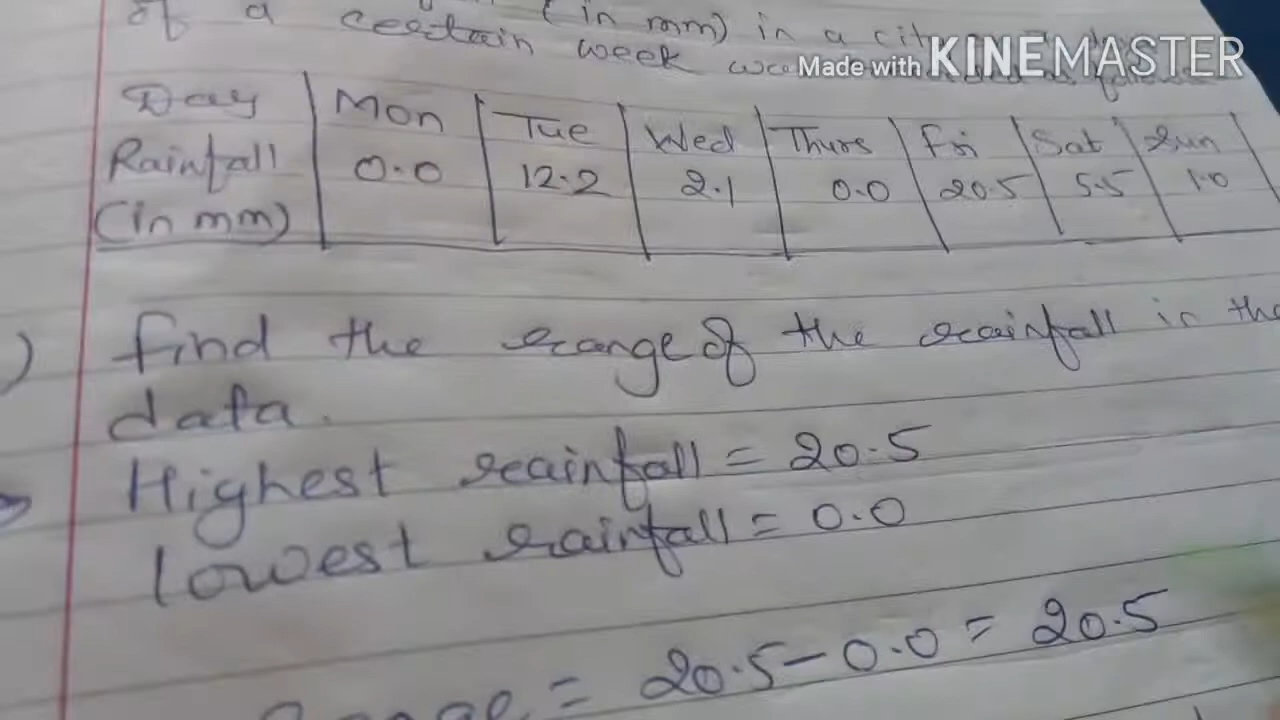 of a certain week
(in mm) in a city
Made with KINEMASTER
Day Mon Tue Wed Thurs Fri Sat Sun
Rainfall 0.0 12.2 2.1 0.0 20.5 5.5 1.0
(in mm)
) find the range of the rainfall in the
data.
Highest rainfall = 20.5
lowest rainfall = 0.0
Range = 20.5 - 0.0 = 20.5